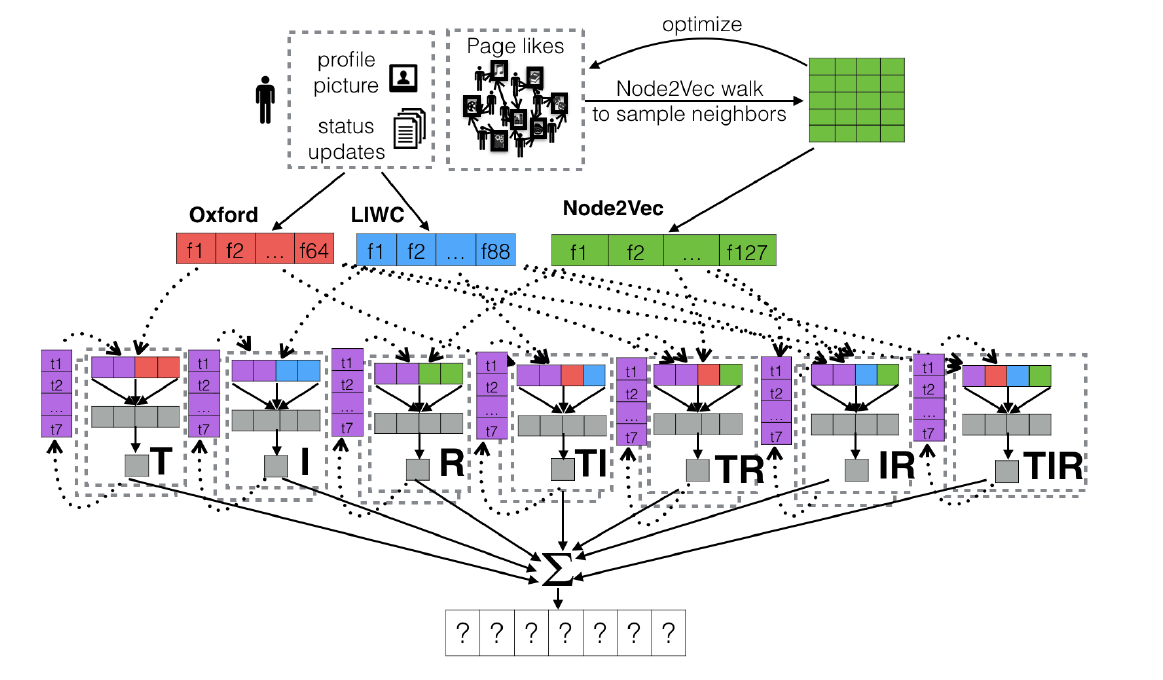 optimize
Page likes
profile
picture
Node2Vec walk
to sample neighbors
status
updates
Oxford
LIWC
Node2Vec
f1 f2 ... f64
f1 f2 ... f88
f1 f2 ... f127
t1
t2
...
t7
T
t1
t2
...
t7
I
t1
t2
...
t7
R
t1
t2
...
t7
TI
t1
t2
...
t7
TR
t1
t2
...
t7
IR
t1
t2
...
t7
TIR
Σ
? ? ? ? ? ? ?